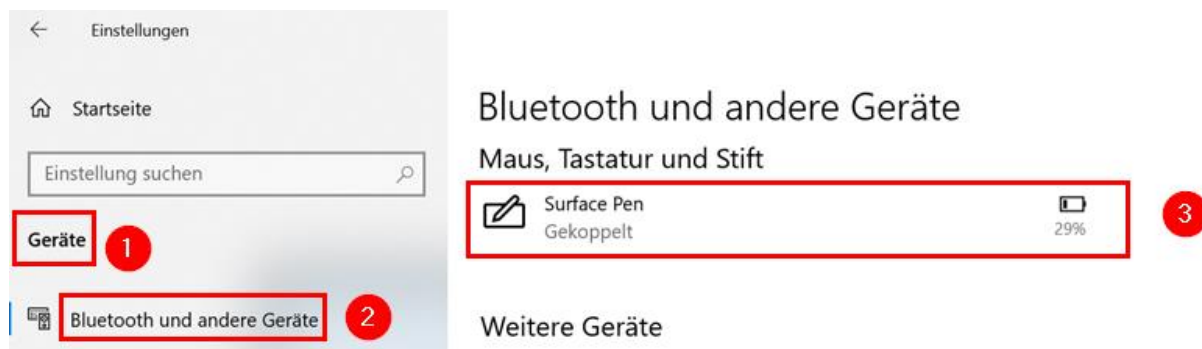 Einstellungen
Startseite
Einstellung suchen
Geräte
1
Bluetooth und andere Geräte
2
Bluetooth und andere Geräte
Maus, Tastatur und Stift
Surface Pen
Gekoppelt
29%
3
Weitere Geräte